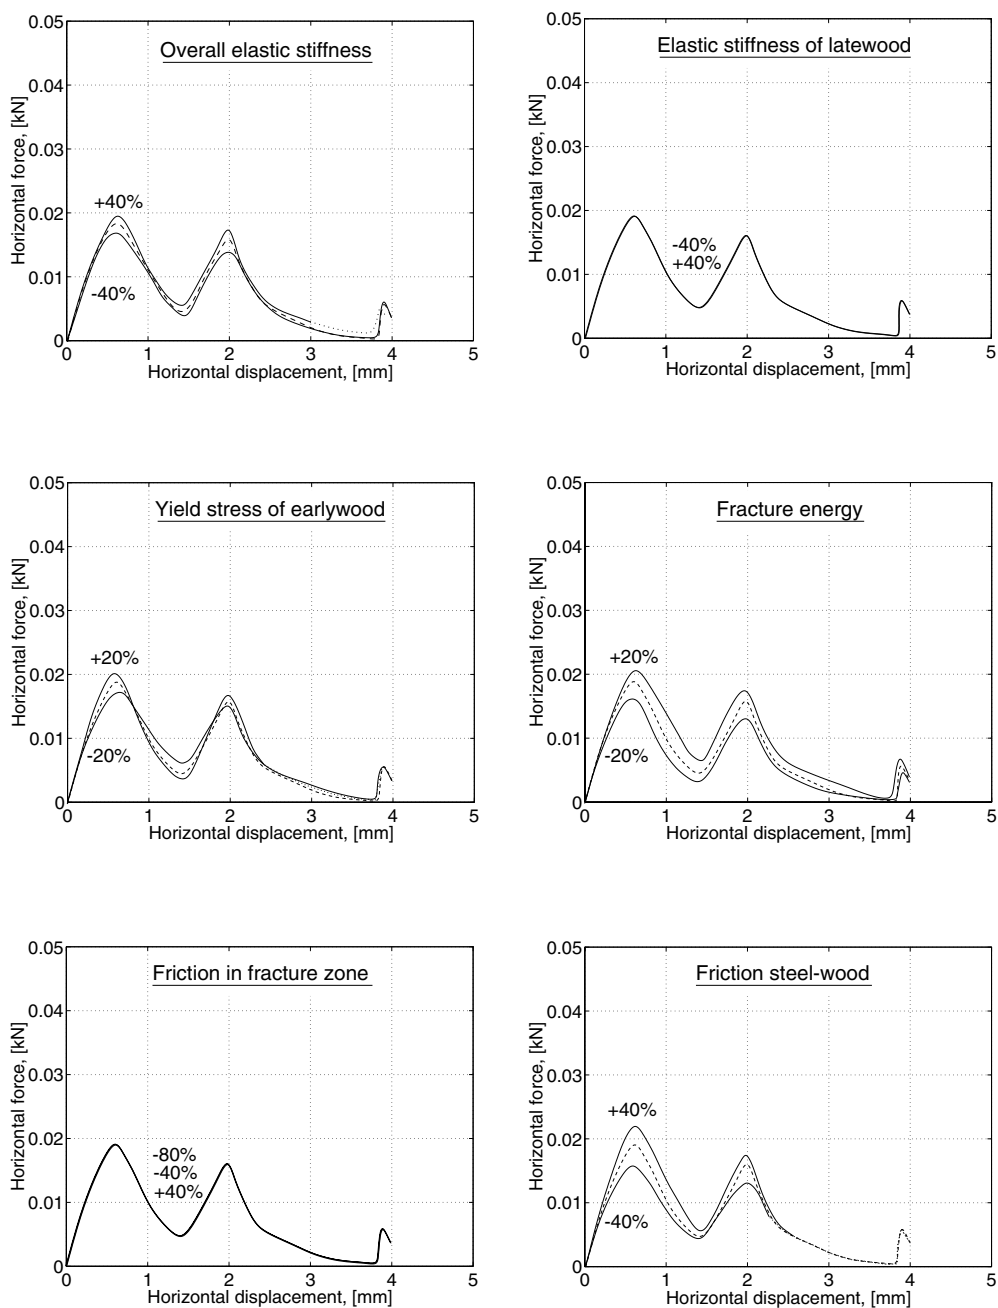 Overall elastic stiffness
0.05
0.04
0.03
0.02
0.01
0
Horizontal force, [kN]
+40%
-40%
0 1 2 3 4 5
Horizontal displacement, [mm]
Elastic stiffness of latewood
0.05
0.04
0.03
0.02
0.01
0
Horizontal force, [kN]
-40%
+40%
0 1 2 3 4 5
Horizontal displacement, [mm]
Yield stress of earlywood
0.05
0.04
0.03
0.02
0.01
0
Horizontal force, [kN]
+20%
-20%
0 1 2 3 4 5
Horizontal displacement, [mm]
Fracture energy
0.05
0.04
0.03
0.02
0.01
0
Horizontal force, [kN]
+20%
-20%
0 1 2 3 4 5
Horizontal displacement, [mm]
Friction in fracture zone
0.05
0.04
0.03
0.02
0.01
0
Horizontal force, [kN]
-80%
-40%
+40%
0 1 2 3 4 5
Horizontal displacement, [mm]
Friction steel-wood
0.05
0.04
0.03
0.02
0.01
0
Horizontal force, [kN]
+40%
-40%
0 1 2 3 4 5
Horizontal displacement, [mm]